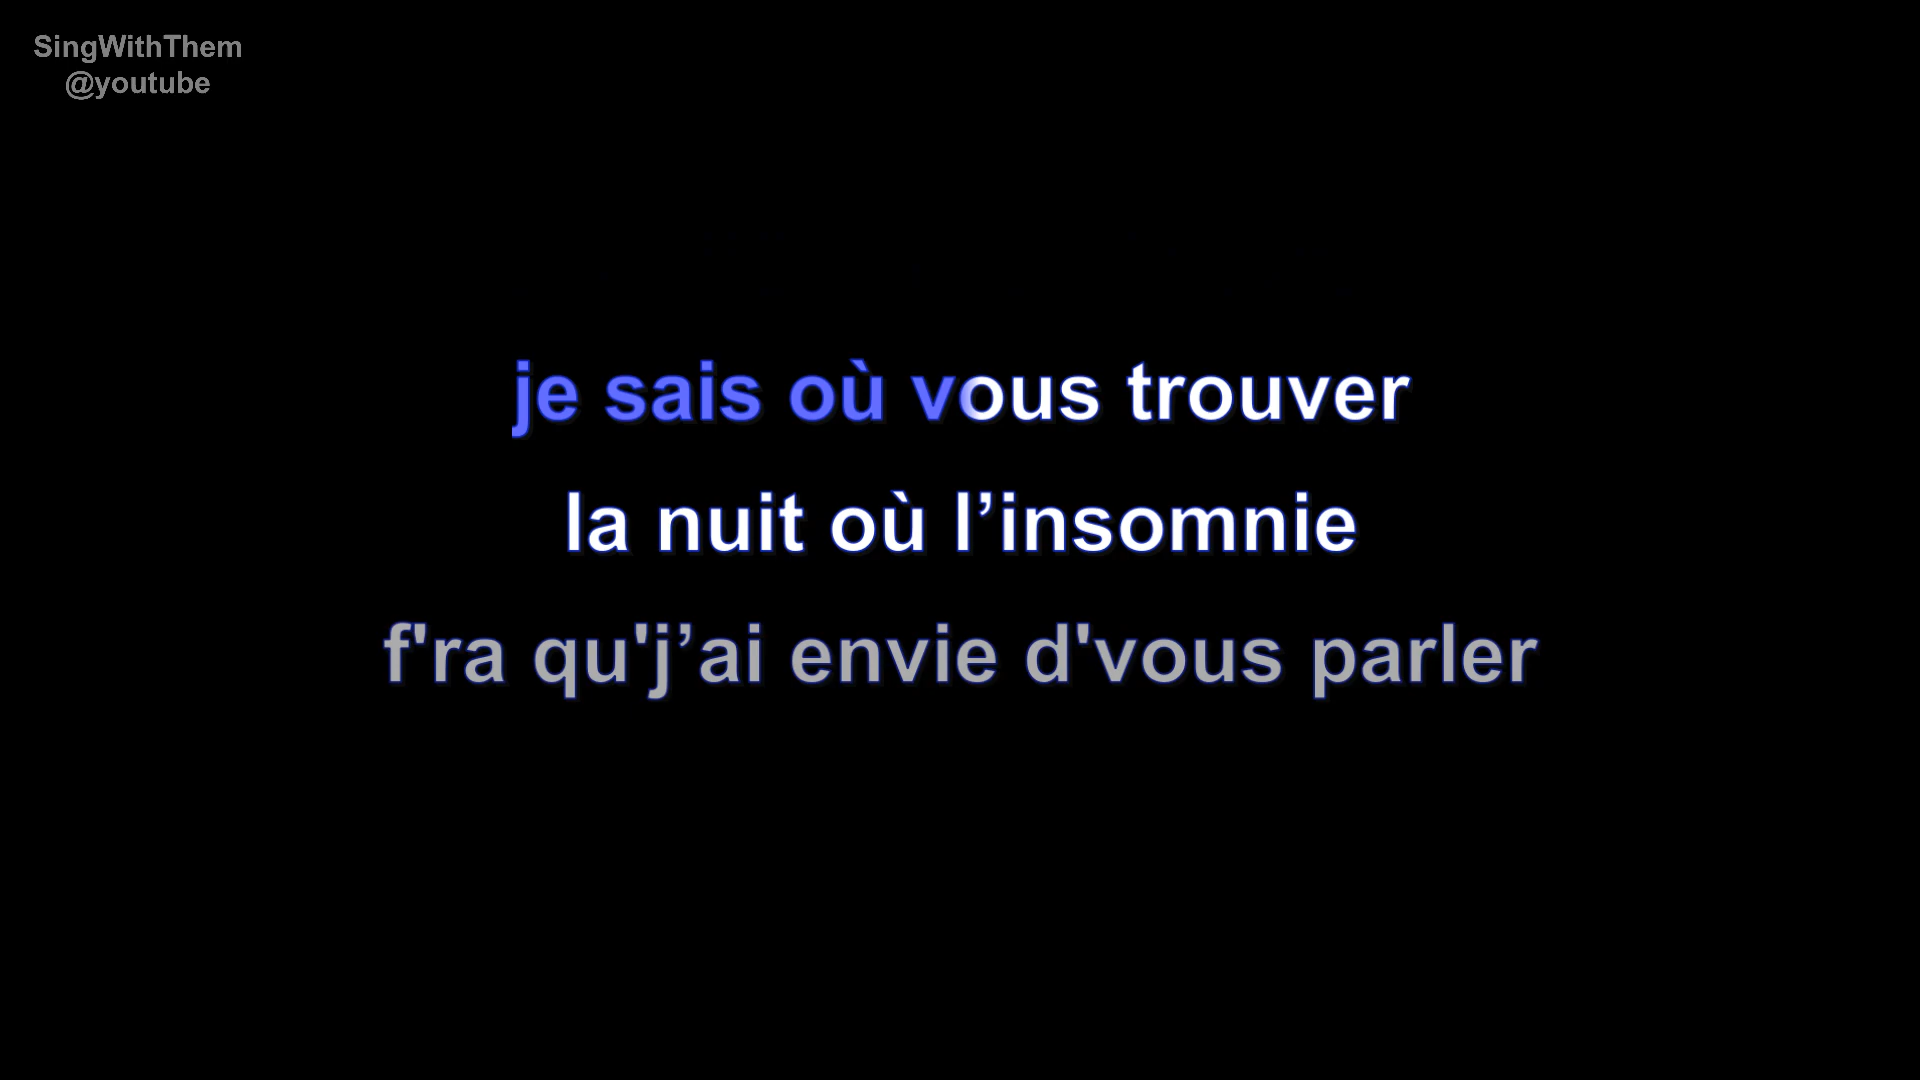 SingWithThem
@youtube
je sais où vous trouver
la nuit où l’insomnie
f'ra qu'j’ai envie d'vous parler